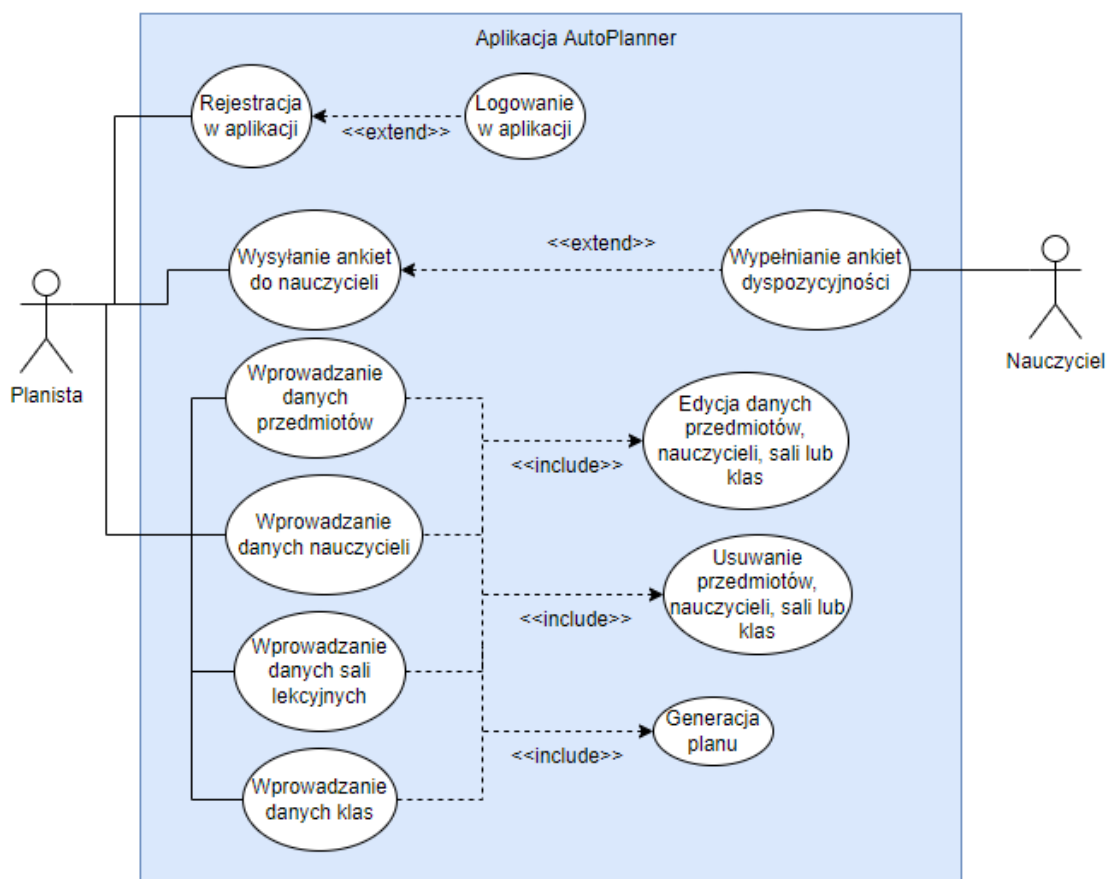 Aplikacja AutoPlanner
Rejestracja
w aplikacji
<<extend>>
Logowanie
w aplikacji
Wysyłanie ankiet
do nauczycieli
<<extend>>
Wypełnianie ankiet
dyspozycyjności
Planista
Nauczyciel
Wprowadzanie
danych
przedmiotów
Edycja danych
przedmiotów,
nauczycieli, sali lub
klas
<<include>>
Wprowadzanie
danych nauczycieli
Usuwanie
przedmiotów,
nauczycieli, sali lub
klas
<<include>>
Wprowadzanie
danych sali
lekcyjnych
Generacja
planu
<<include>>
Wprowadzanie
danych klas